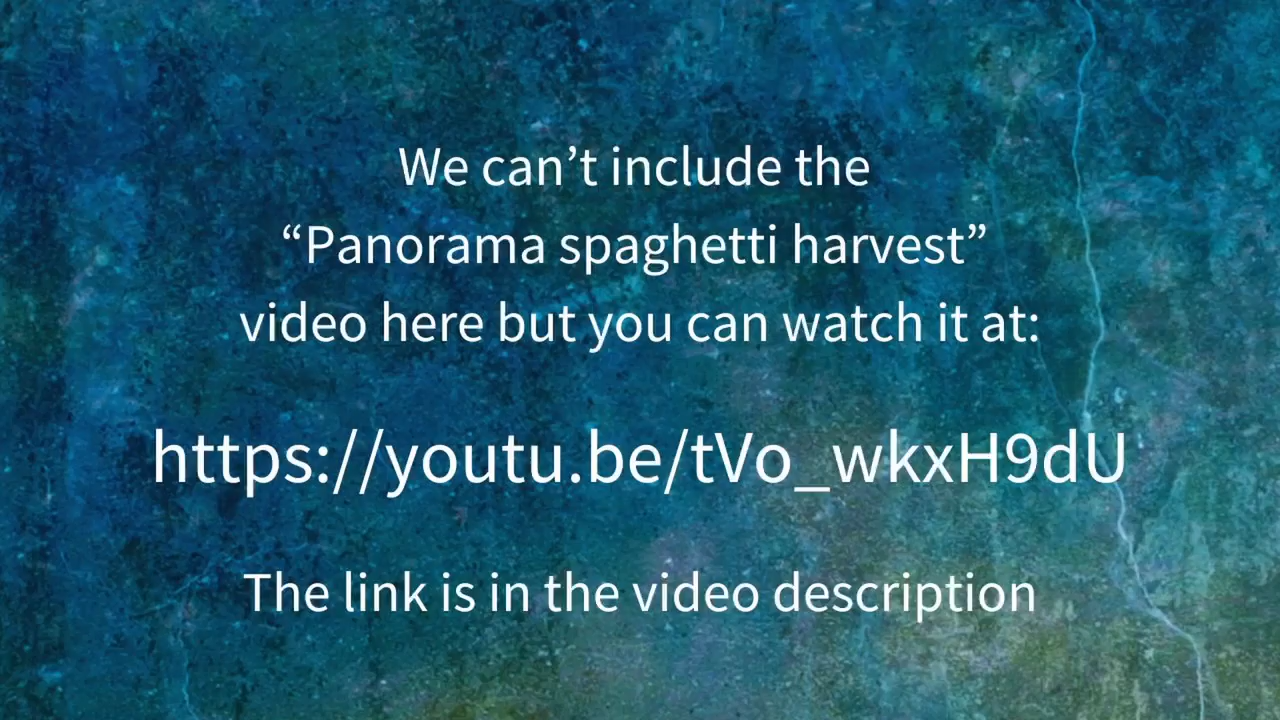 We can’t include the
“Panorama spaghetti harvest”
video here but you can watch it at:
https://youtu.be/tVo_wkxH9dU
The link is in the video description